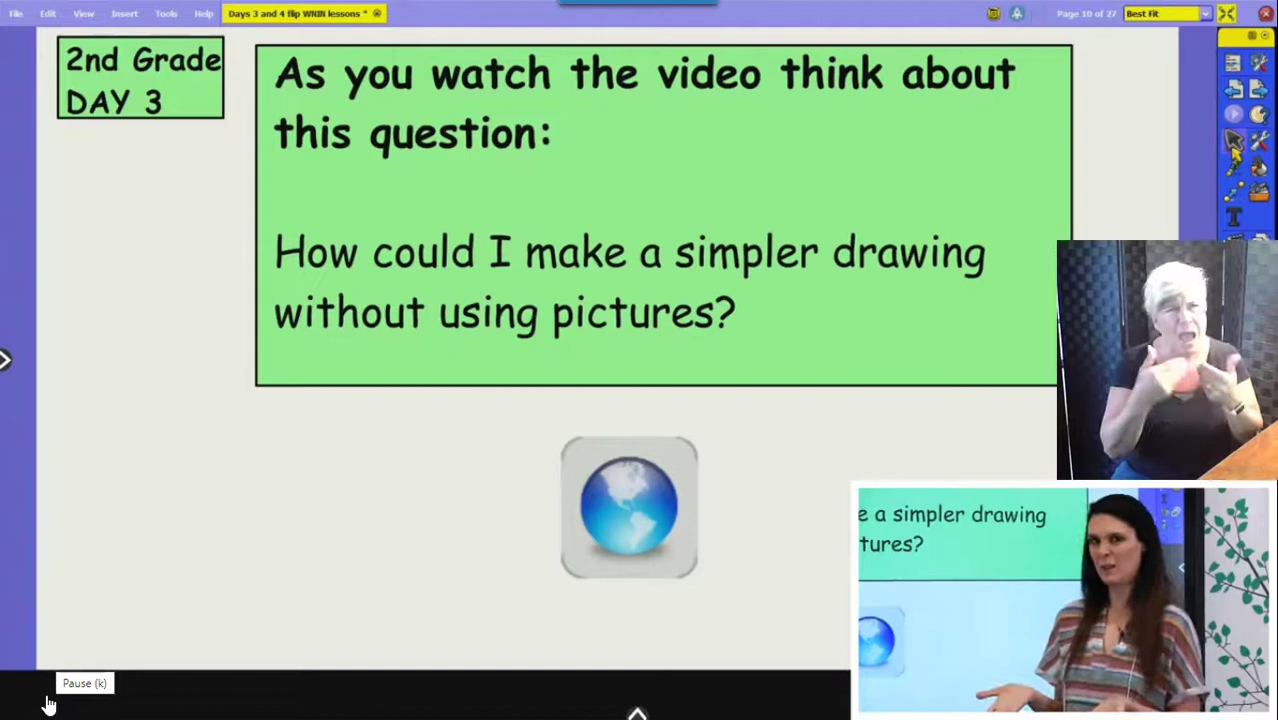 File Edit View Insert Tools Help Days 3 and 4 flip WNIN lessons * Page 10 of 27 Best Fit
2nd Grade
DAY 3
As you watch the video think about
this question:
How could I make a simpler drawing
without using pictures?
T
e a simpler drawing
tures?
Pause (k)